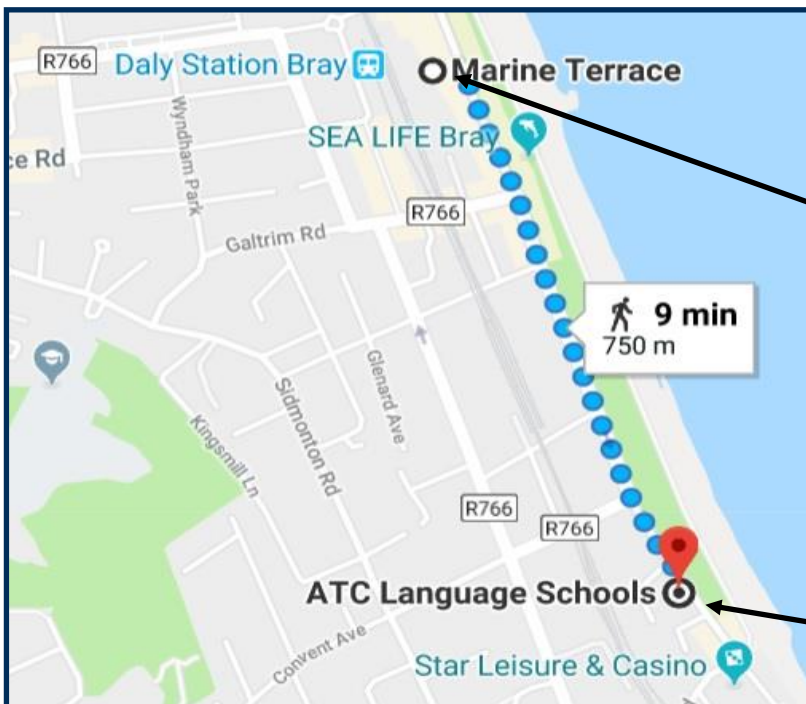 R766
Daly Station Bray
Marine Terrace
Wyndham Park
SEA LIFE Bray
ce Rd
R766
Galtrim Rd
9 min
750 m
Glenard Ave
Sidmonton Rd
Kingsmill Ln
R766
R766
ATC Language Schools
Convent Ave
Star Leisure & Casino